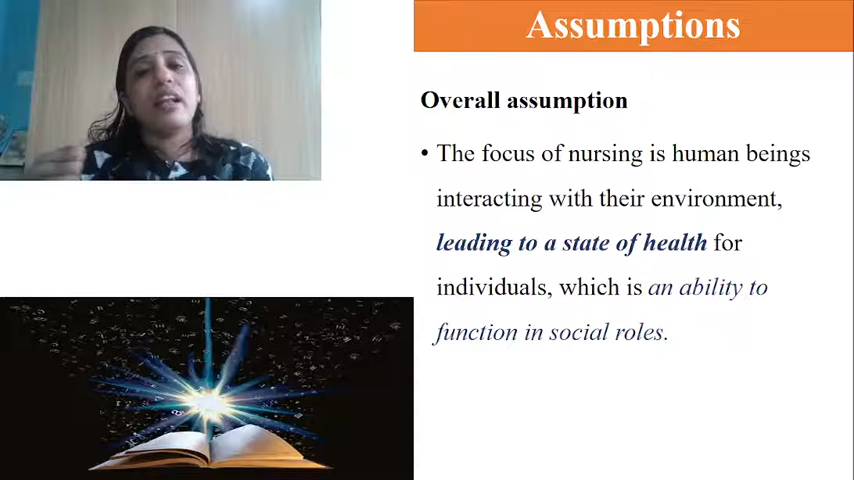 Assumptions
Overall assumption
• The focus of nursing is human beings
interacting with their environment,
leading to a state of health for
individuals, which is an ability to
function in social roles.